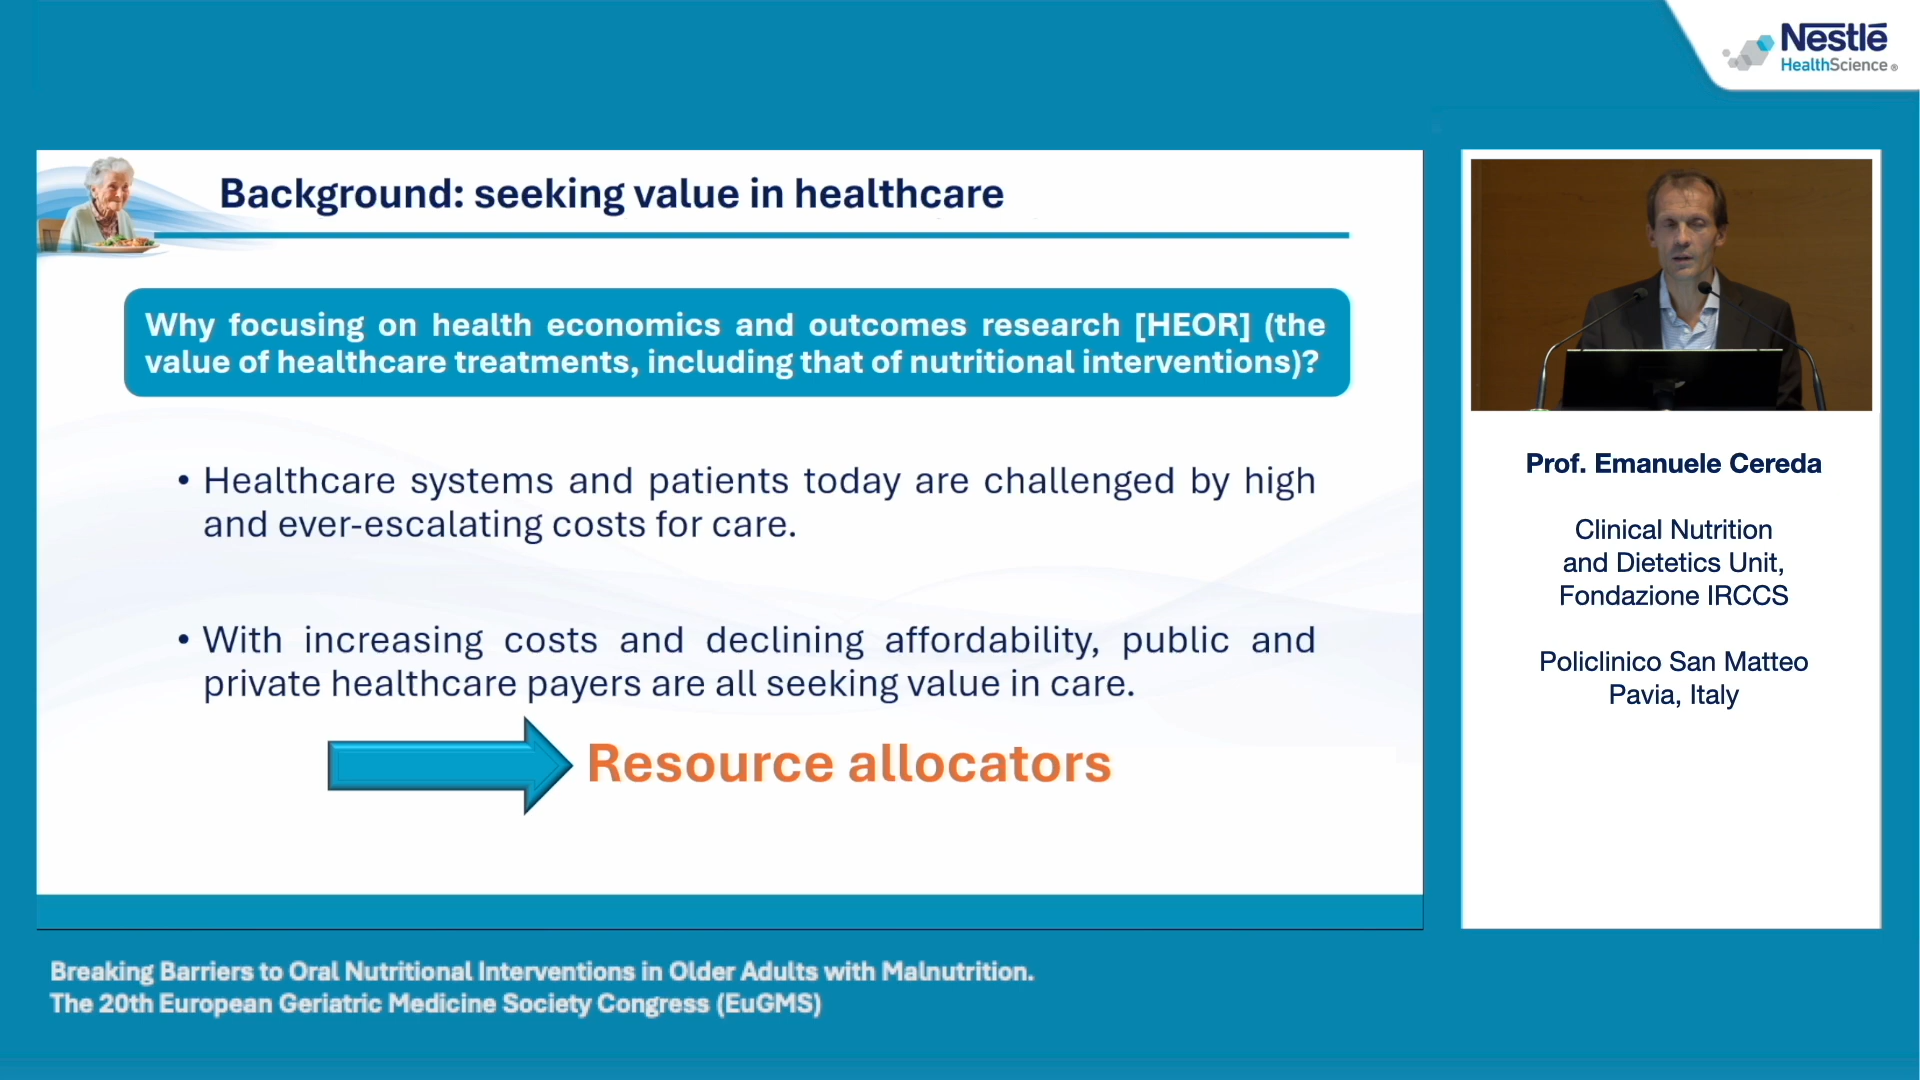 Nestlé
HealthScience®
Background: seeking value in healthcare
Why focusing on health economics and outcomes research [HEOR] (the
value of healthcare treatments, including that of nutritional interventions)?
• Healthcare systems and patients today are challenged by high
and ever-escalating costs for care.
• With increasing costs and declining affordability, public and
private healthcare payers are all seeking value in care.
Resource allocators
Prof. Emanuele Cereda
Clinical Nutrition
and Dietetics Unit,
Fondazione IRCCS
Policlinico San Matteo
Pavia, Italy
Breaking Barriers to Oral Nutritional Interventions in Older Adults with Malnutrition.
The 20th European Geriatric Medicine Society Congress (EuGMS)